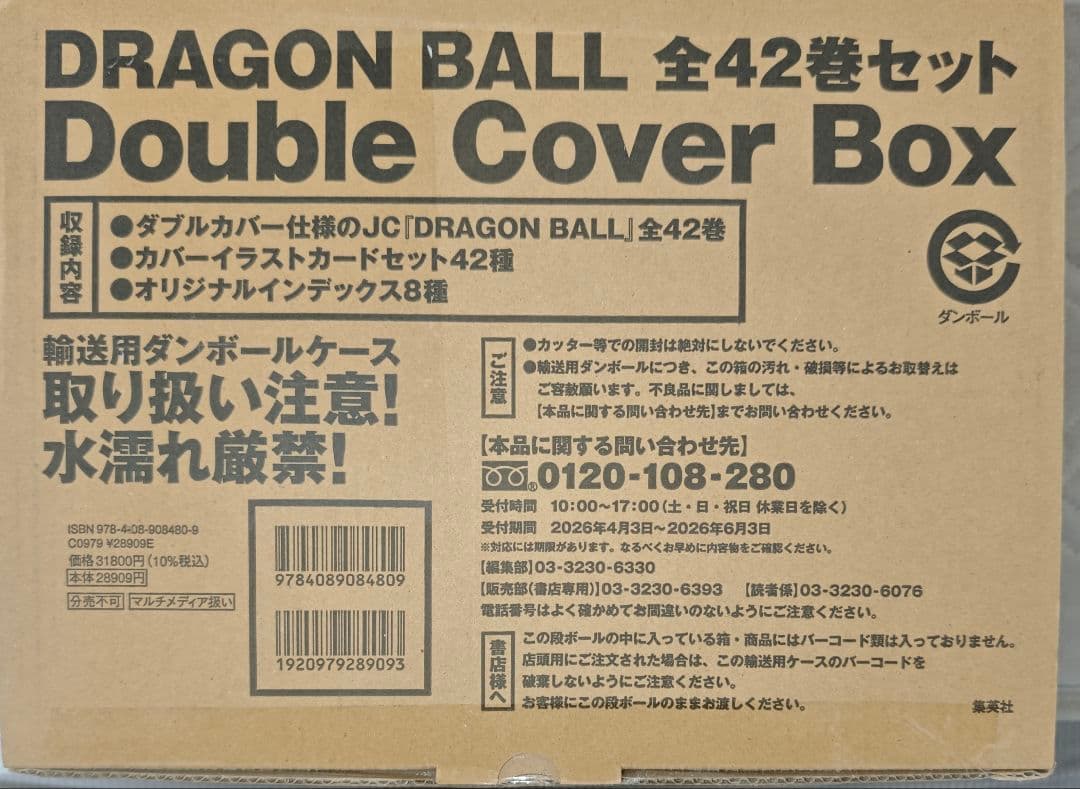 DRAGON BALL 全42巻セット
Double Cover Box
収録内容
●ダブルカバー仕様のJC『DRAGON BALL』全42巻
●カバーイラストカードセット42種
●オリジナルインデックス8種
ダンボール
輸送用ダンボールケース
取り扱い注意!
水濡れ厳禁!
ご注意
●カッター等での開封は絶対にしないでください。
●輸送用ダンボールにつき、この箱の汚れ・破損等によるお取替えは
ご容赦願います。不良品に関しましては、
【本品に関する問い合わせ先】までお問い合わせください。
【本品に関する問い合わせ先】
®0120-108-280
受付時間 10:00〜17:00(土・日・祝日 休業日を除く)
受付期間 2026年4月3日〜2026年6月3日
※対応には期限があります。なるべくお早めに内容物をご確認ください。
【編集部】03-3230-6330
【販売部(書店専用)】03-3230-6393 【読者係】03-3230-6076
電話番号はよく確かめてお間違いのないようにご注意ください。
ISBN 978-4-08-908480-9
C0979 ¥28909E
価格31800円(10%税込)
本体28909円
分売不可 マルチメディア扱い
9784089084809
1920979289093
書店様へ
この段ボールの中に入っている箱・商品にはバーコード類は入っておりません。
店頭用にご注文された場合は、この輸送用ケースのバーコードを
破棄しないようにご注意ください。
お客様にこの段ボールのままお渡しください。
集英社